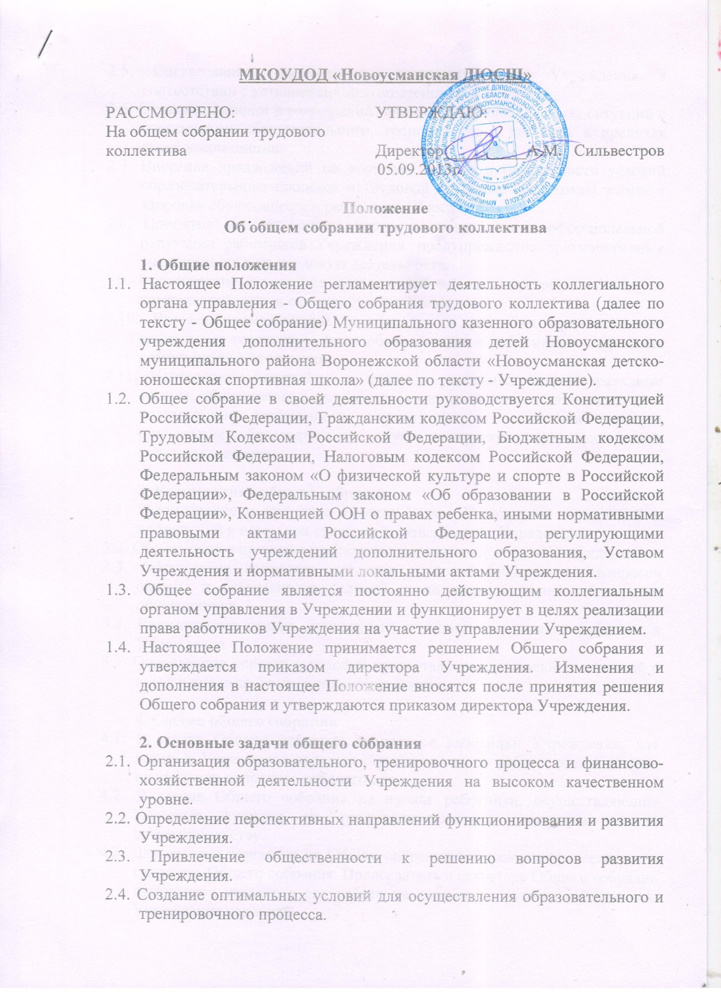 МКОУДОД «Новоусманская ДЮСШ»
РАССМОТРЕНО: УТВЕРЖДАЮ:
На общем собрании трудового
коллектива Директор____________А.М. Сильвестров
05.09.2013г.
Положение
Об общем собрании трудового коллектива
1. Общие положения
1.1. Настоящее Положение регламентирует деятельность коллегиального
органа управления - Общего собрания трудового коллектива (далее по
тексту - Общее собрание) Муниципального казенного образовательного
учреждения дополнительного образования детей Новоусманского
муниципального района Воронежской области «Новоусманская детско-
юношеская спортивная школа» (далее по тексту - Учреждение).
1.2. Общее собрание в своей деятельности руководствуется Конституцией
Российской Федерации, Гражданским кодексом Российской Федерации,
Трудовым Кодексом Российской Федерации, Бюджетным кодексом
Российской Федерации, Налоговым кодексом Российской Федерации,
Федеральным законом «О физической культуре и спорте в Российской
Федерации», Федеральным законом «Об образовании в Российской
Федерации», Конвенцией ООН о правах ребенка, иными нормативными
правовыми актами Российской Федерации, регулирующими
деятельность учреждений дополнительного образования, Уставом
Учреждения и нормативными локальными актами Учреждения.
1.3. Общее собрание является постоянно действующим коллегиальным
органом управления в Учреждении и функционирует в целях реализации
права работников Учреждения на участие в управлении Учреждением.
1.4. Настоящее Положение принимается решением Общего собрания и
утверждается приказом директора Учреждения. Изменения и
дополнения в настоящее Положение вносятся после принятия решения
Общего собрания и утверждаются приказом директора Учреждения.
2. Основные задачи общего собрания
2.1. Организация образовательного, тренировочного процесса и финансово-
хозяйственной деятельности Учреждения на высоком качественном
уровне.
2.2. Определение перспективных направлений функционирования и развития
Учреждения.
2.3. Привлечение общественности к решению вопросов развития
Учреждения.
2.4. Создание оптимальных условий для осуществления образовательного и
тренировочного процесса.